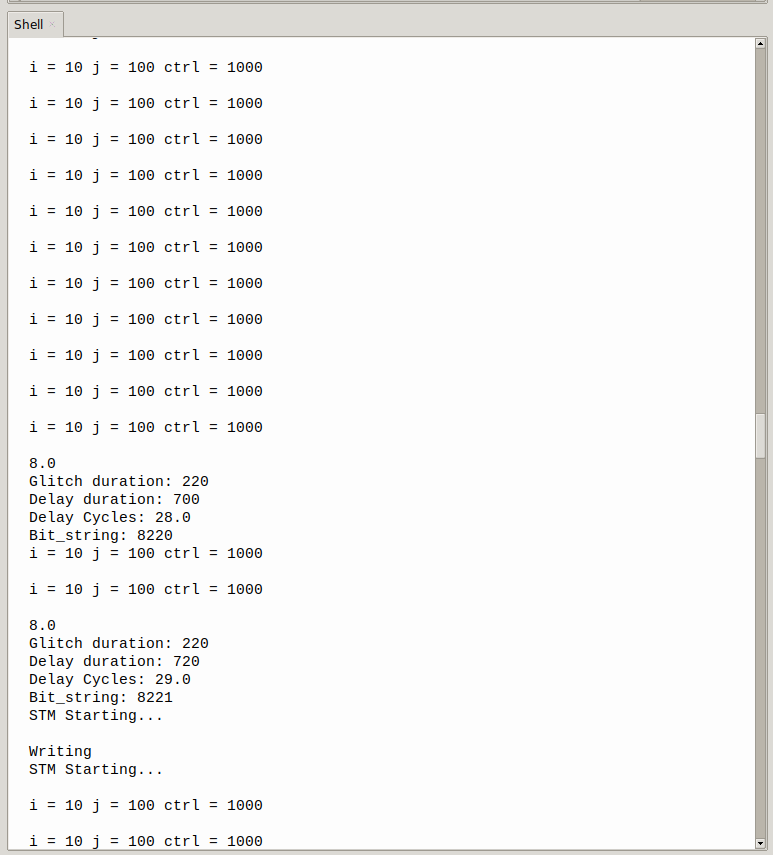 Shell
i = 10 j = 100 ctrl = 1000
i = 10 j = 100 ctrl = 1000
i = 10 j = 100 ctrl = 1000
i = 10 j = 100 ctrl = 1000
i = 10 j = 100 ctrl = 1000
i = 10 j = 100 ctrl = 1000
i = 10 j = 100 ctrl = 1000
i = 10 j = 100 ctrl = 1000
i = 10 j = 100 ctrl = 1000
i = 10 j = 100 ctrl = 1000
i = 10 j = 100 ctrl = 1000
8.0
Glitch duration: 220
Delay duration: 700
Delay Cycles: 28.0
Bit_string: 8220
i = 10 j = 100 ctrl = 1000
i = 10 j = 100 ctrl = 1000
8.0
Glitch duration: 220
Delay duration: 720
Delay Cycles: 29.0
Bit_string: 8221
STM Starting...
Writing
STM Starting...
i = 10 j = 100 ctrl = 1000
i = 10 j = 100 ctrl = 1000